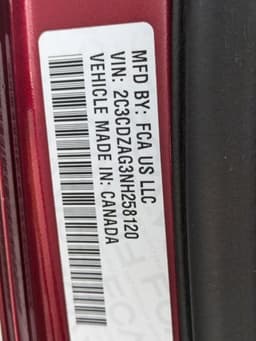 MFD BY: FCA US LLC
VIN: 2C3CDZAG3NH258120
VEHICLE MADE IN: CANADA